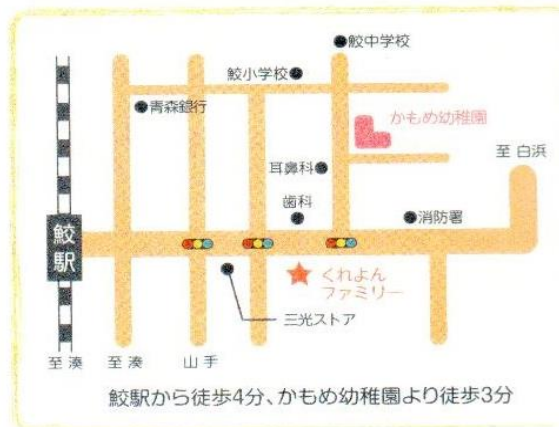 鮫中学校
鮫小学校
青森銀行
かもめ幼稚園
至 白浜
耳鼻科
歯科
消防署
鮫駅
くれよん
ファミリー
三光ストア
至 湊
至 湊
山 手
鮫駅から徒歩4分、かもめ幼稚園より徒歩3分